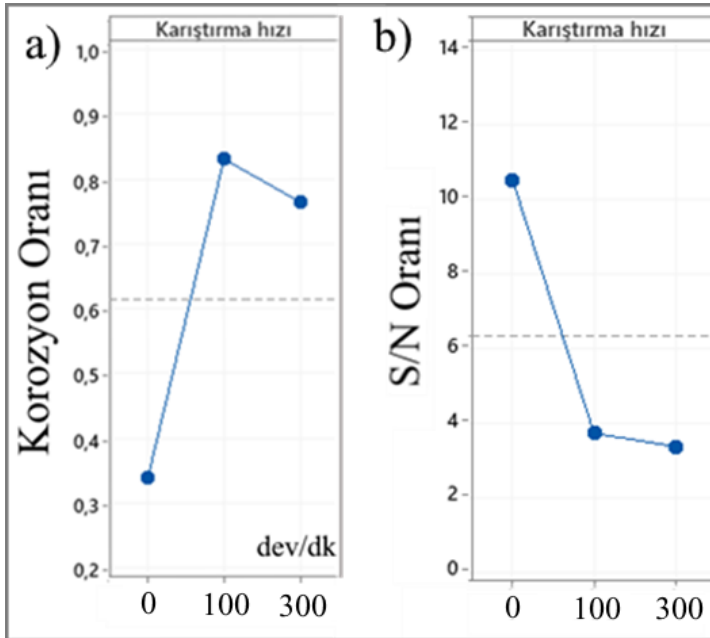 a)
Karıştırma hızı
Korozyon Oranı
1,0
0,9
0,8
0,7
0,6
0,5
0,4
0,3
0,2
dev/dk
0 100 300
b)
Karıştırma hızı
S/N Oranı
14
12
10
8
6
4
2
0
0 100 300